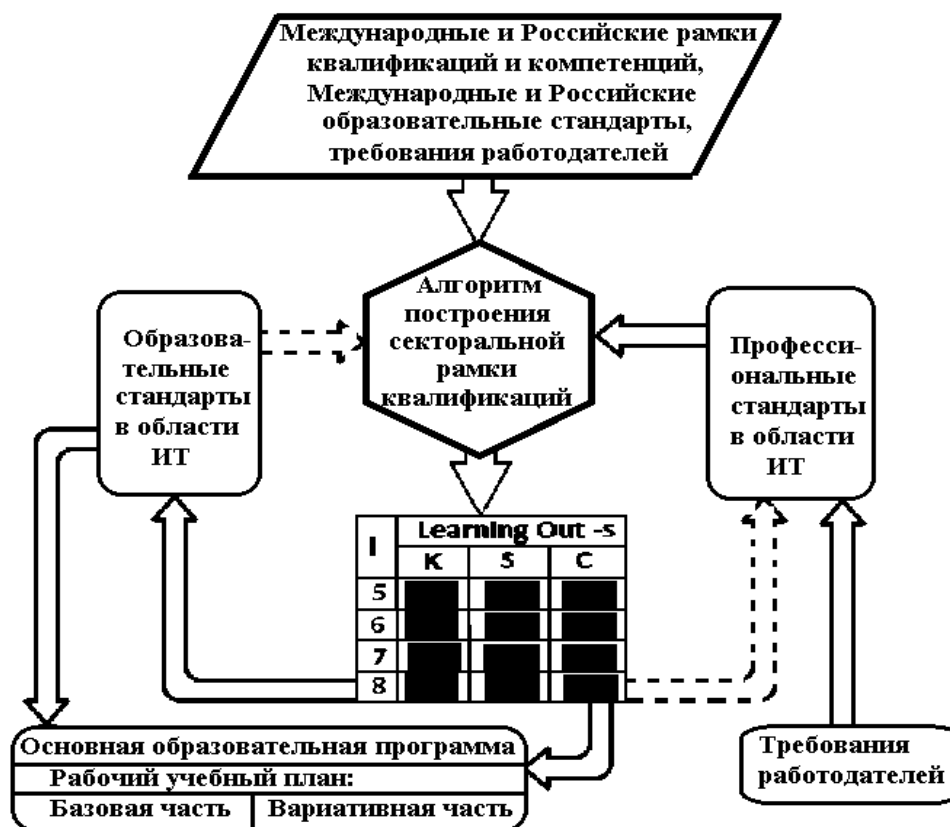 Международные и Российские рамки
квалификаций и компетенций,
Международные и Российские
образовательные стандарты,
требования работодателей
Алгоритм
построения
секторальной
рамки
квалификаций
Образова-
тельные
стандарты
в области
ИТ
Професси-
ональные
стандарты
в области
ИТ
l Learning Out -s
K S C
5
6
7
8
Основная образовательная программа
Рабочий учебный план:
Базовая часть Вариативная часть
Требования
работодателей